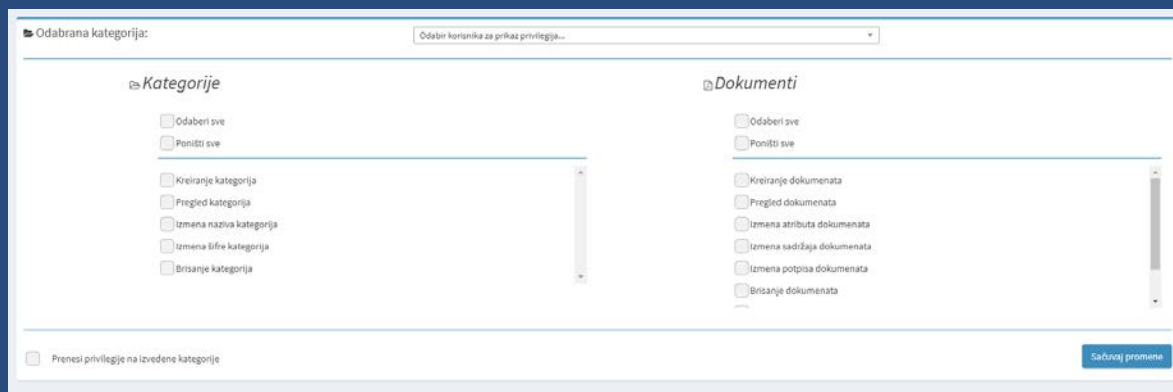 Odabrana kategorija:
Odabir korisnika za prikaz privilegija...
Kategorije
Odaberi sve
Poništi sve
Kreiranje kategorija
Pregled kategorija
Izmena naziva kategorija
Izmena šifre kategorija
Brisanje kategorija
Dokumenti
Odaberi sve
Poništi sve
Kreiranje dokumenata
Pregled dokumenata
Izmena atributa dokumenata
Izmena sadržaja dokumenata
Izmena potpisa dokumenata
Brisanje dokumenata
Prenesi privilegije na izvedene kategorije
Sačuvaj promene